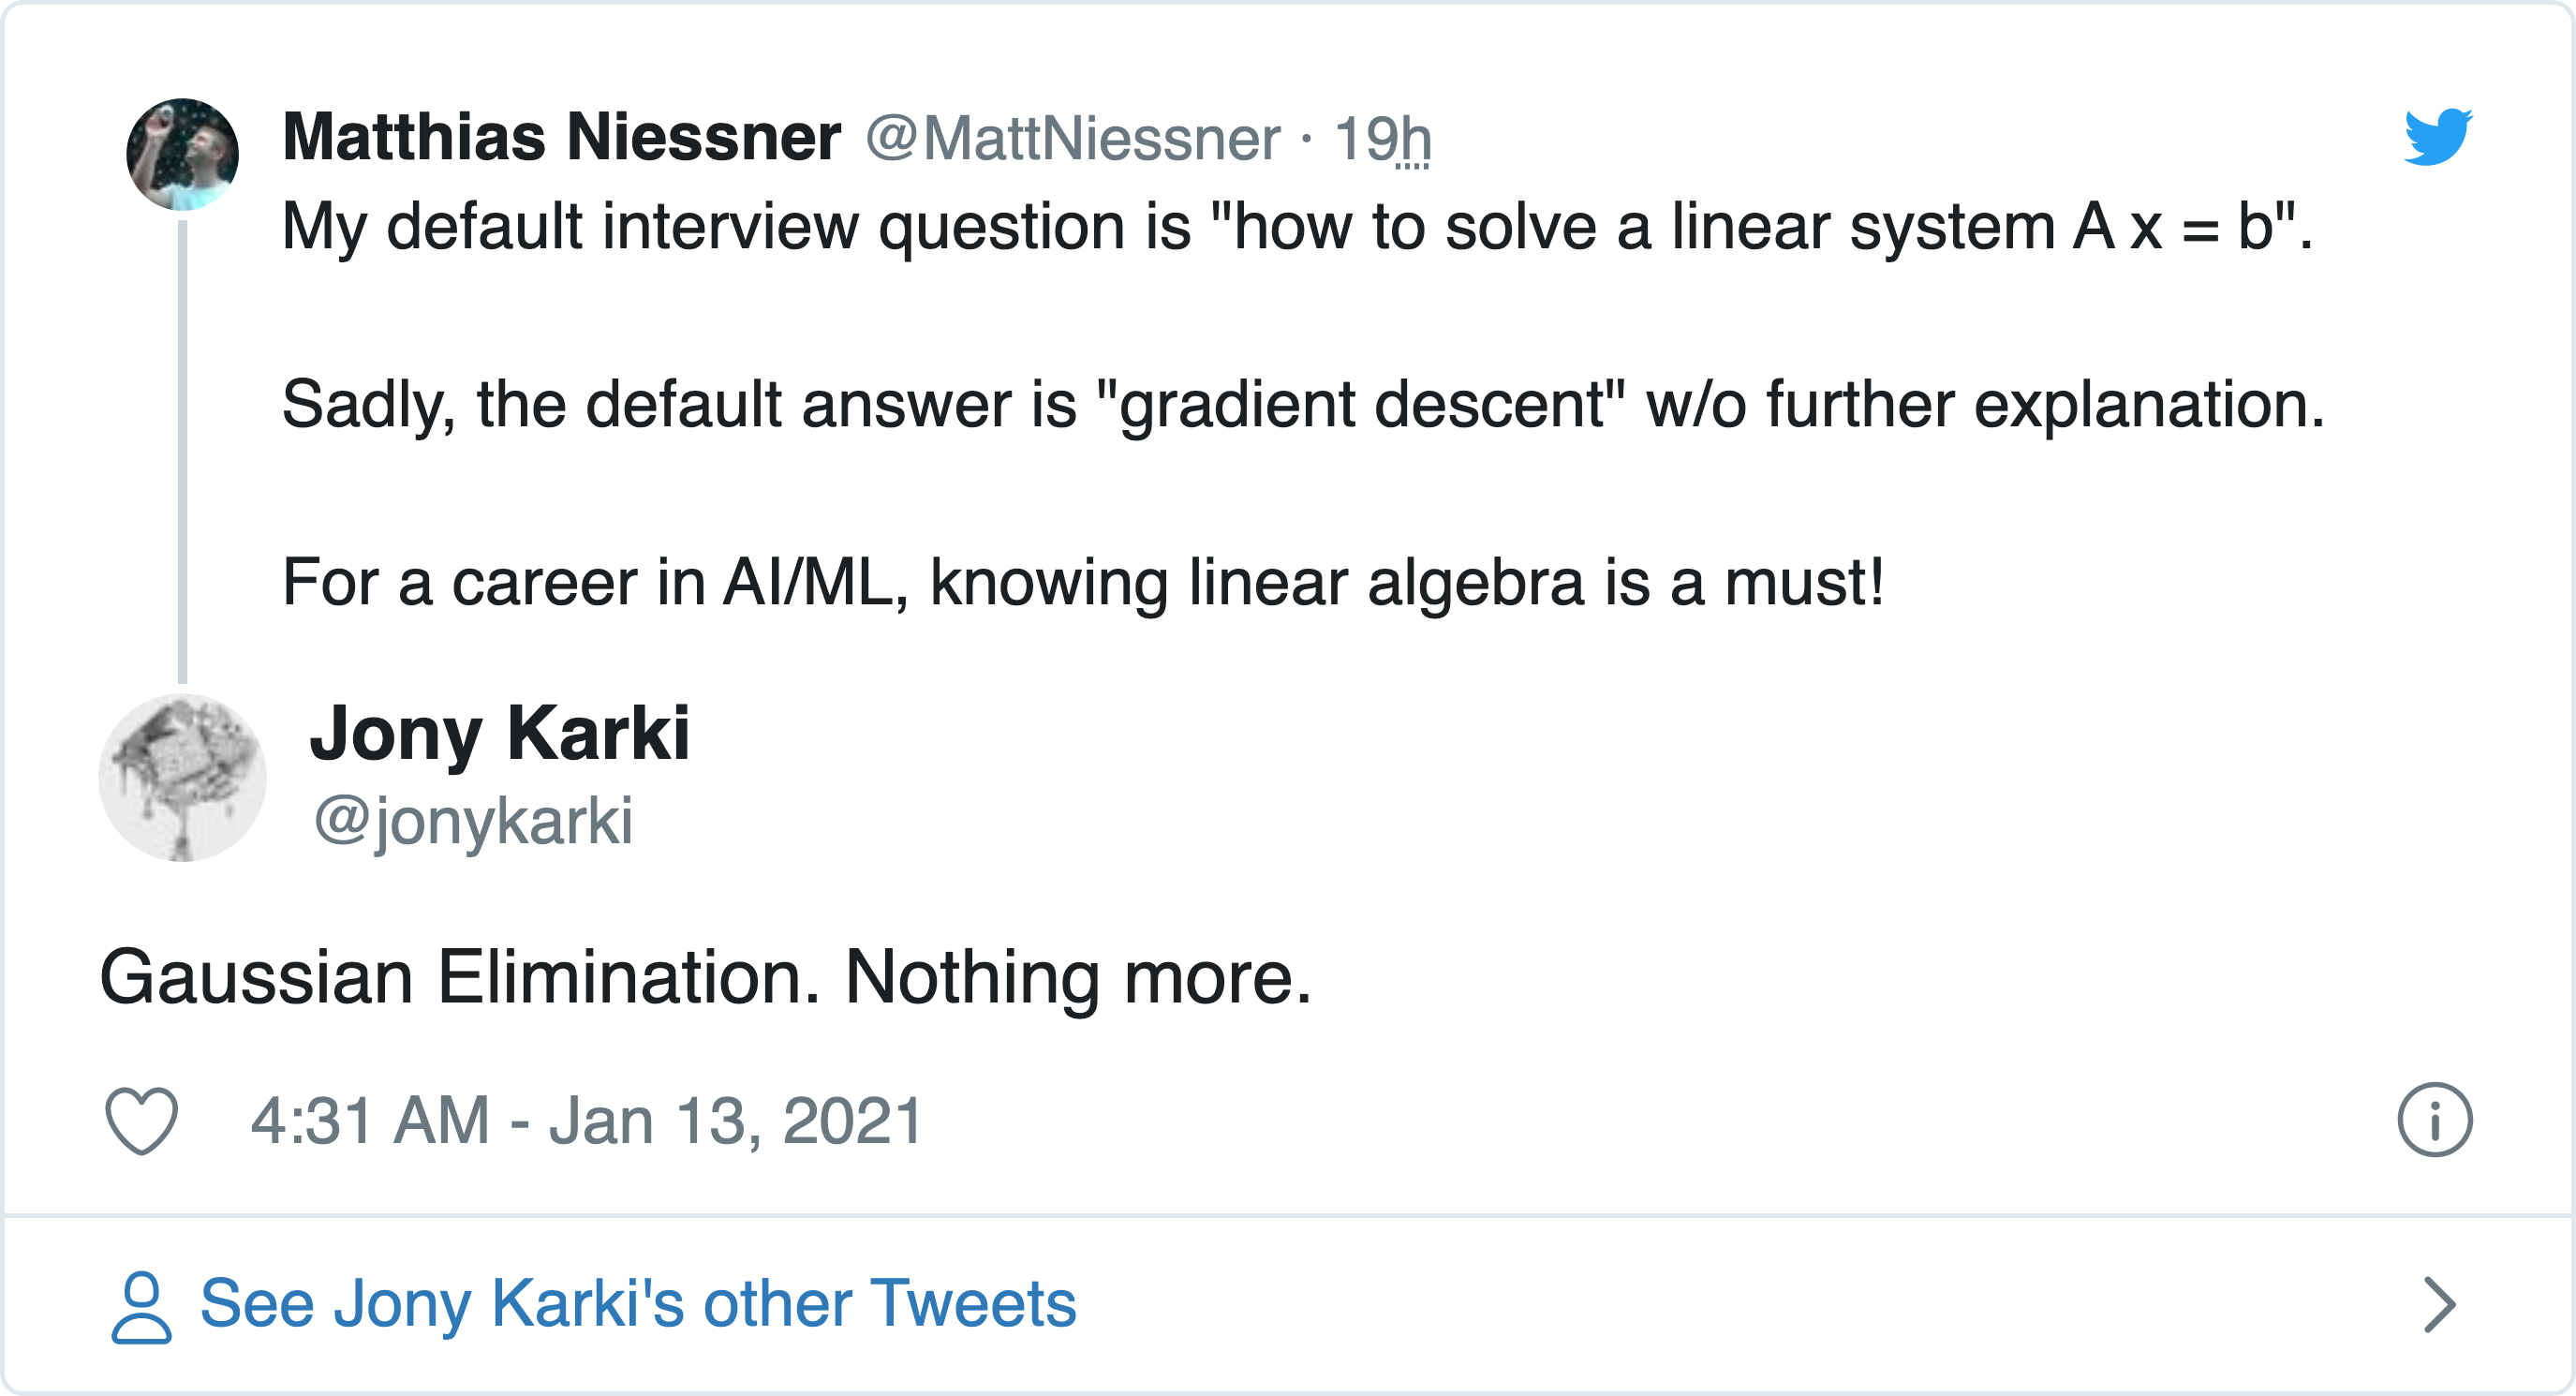 Matthias Niessner @MattNiessner · 19h
My default interview question is "how to solve a linear system A x = b".
Sadly, the default answer is "gradient descent" w/o further explanation.
For a career in AI/ML, knowing linear algebra is a must!
Jony Karki
@jonykarki
Gaussian Elimination. Nothing more.
4:31 AM - Jan 13, 2021
See Jony Karki's other Tweets